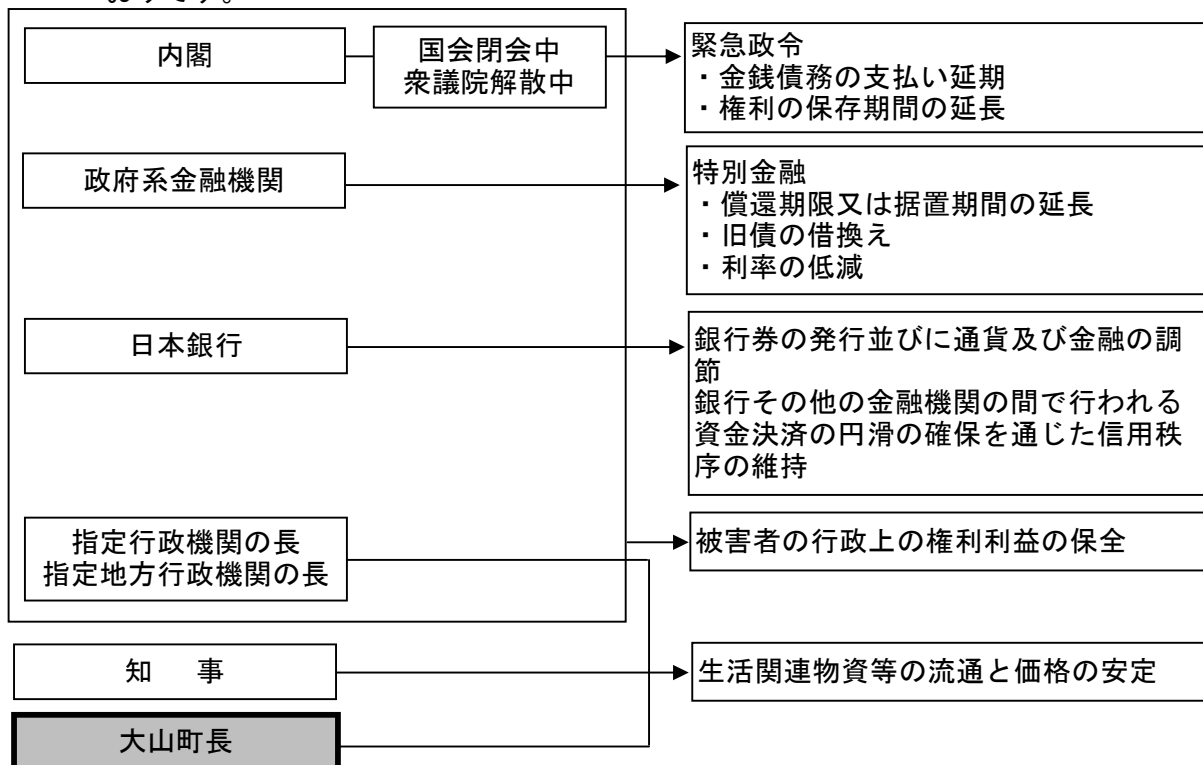 おりです。
内閣
国会閉会中
衆議院解散中
緊急政令
・金銭債務の支払い延期
・権利の保存期間の延長
政府系金融機関
特別金融
・償還期限又は据置期間の延長
・旧債の借換え
・利率の低減
日本銀行
銀行券の発行並びに通貨及び金融の調
節
銀行その他の金融機関の間で行われる
資金決済の円滑の確保を通じた信用秩
序の維持
指定行政機関の長
指定地方行政機関の長
被害者の行政上の権利利益の保全
知　事
生活関連物資等の流通と価格の安定
大山町長